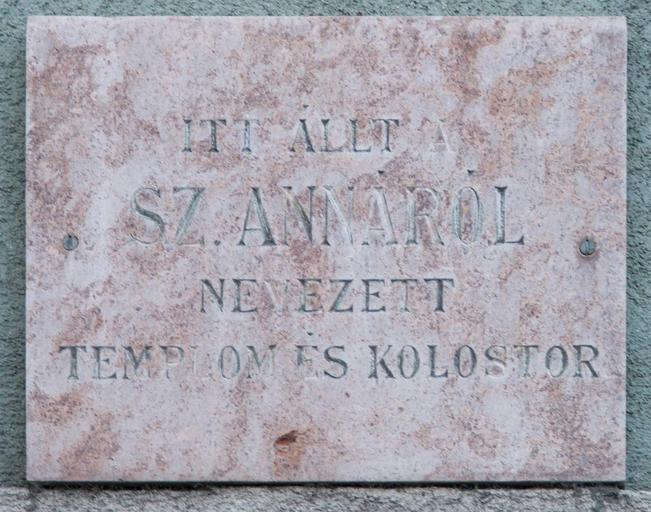 ITT ÁLLT A
SZ. ANNÁRÓL
NEVEZETT
TEMPLOM ÉS KOLOSTOR